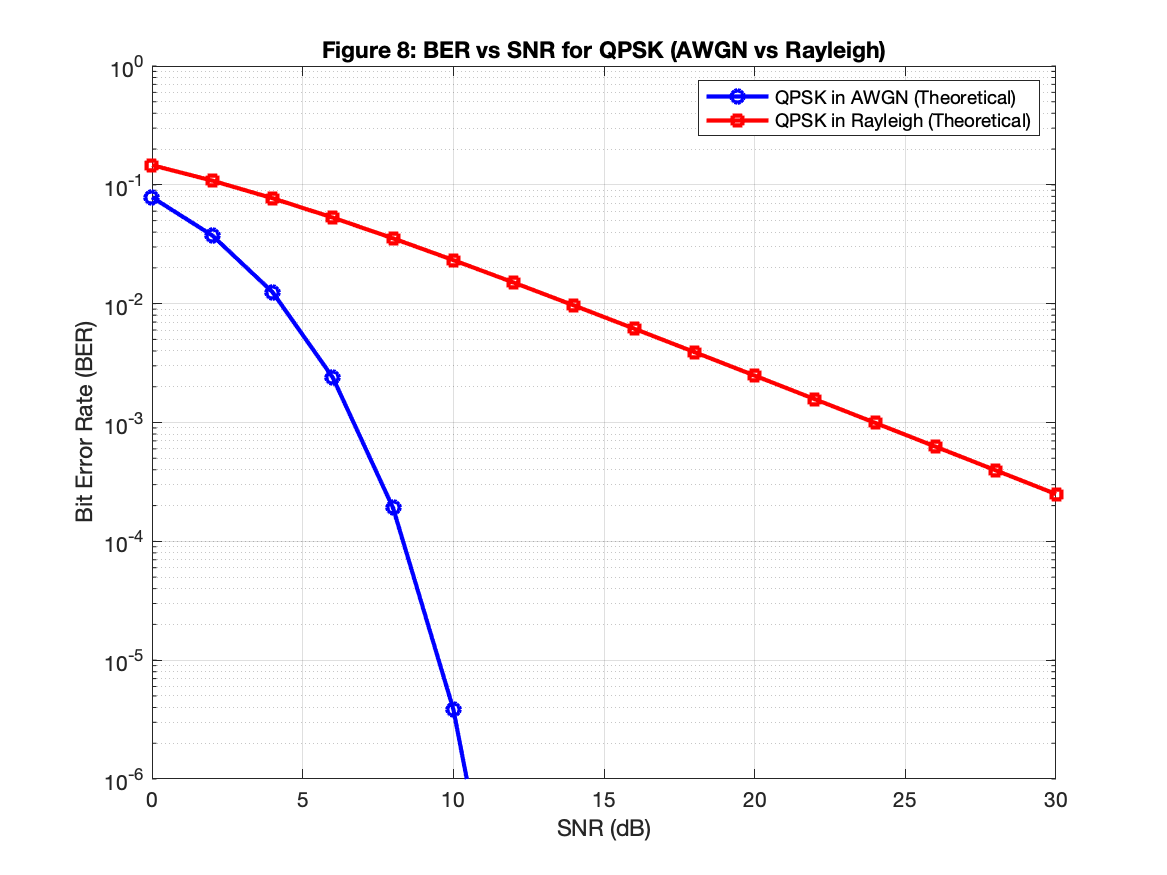 Figure 8: BER vs SNR for QPSK (AWGN vs Rayleigh)
QPSK in AWGN (Theoretical)
QPSK in Rayleigh (Theoretical)
Bit Error Rate (BER)
10^0
10^-1
10^-2
10^-3
10^-4
10^-5
10^-6
0 5 10 15 20 25 30
SNR (dB)